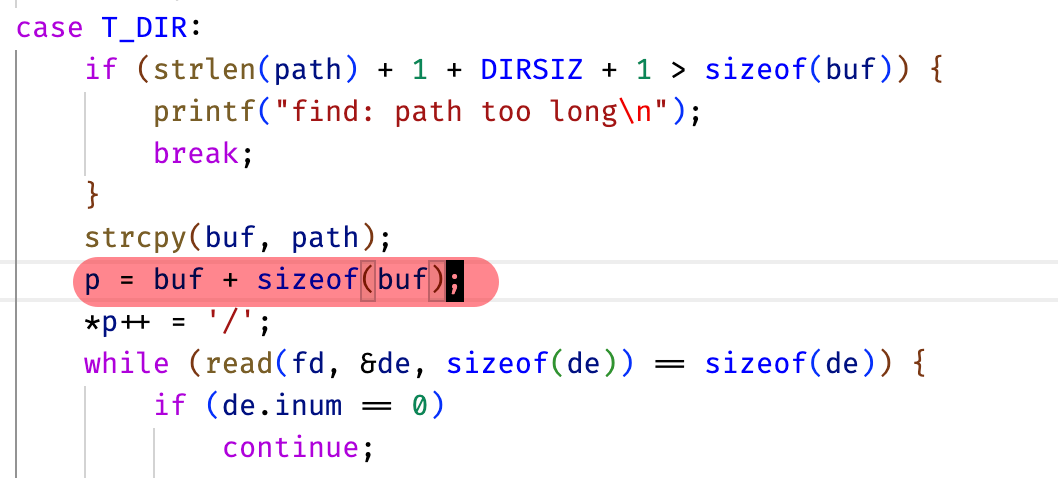 case T_DIR:
    if (strlen(path) + 1 + DIRSIZ + 1 > sizeof(buf)) {
        printf("find: path too long\n");
        break;
    }
    strcpy(buf, path);
    p = buf + sizeof(buf);
    *p++ = '/';
    while (read(fd, &de, sizeof(de)) == sizeof(de)) {
        if (de.inum == 0)
            continue;